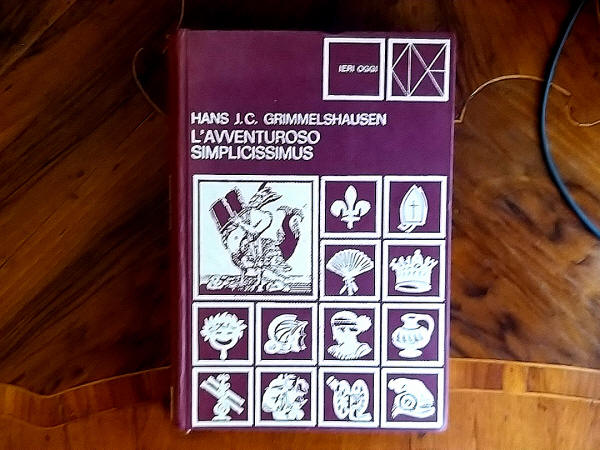 IERI OGGI
HANS J.C. GRIMMELSHAUSEN
L'AVVENTUROSO
SIMPLICISSIMUS